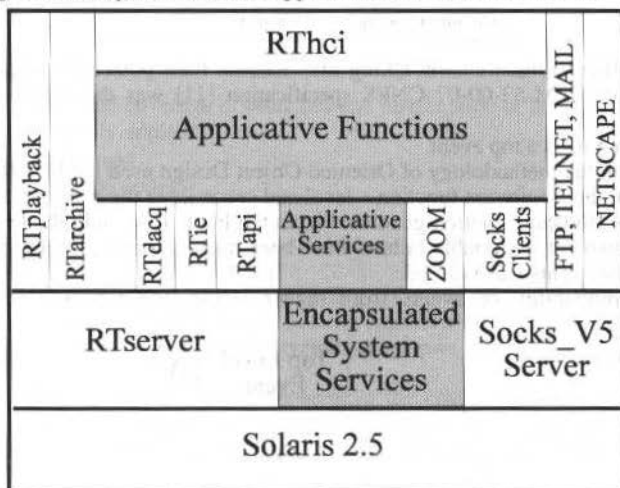 RThci
Applicative Functions
RTplayback
RTarchive
RTdacq
RTie
RTapi
Applicative
Services
ZOOM
Socks
Clients
FTP, TELNET, MAIL
NETSCAPE
RTserver
Encapsulated
System
Services
Socks_V5
Server
Solaris 2.5